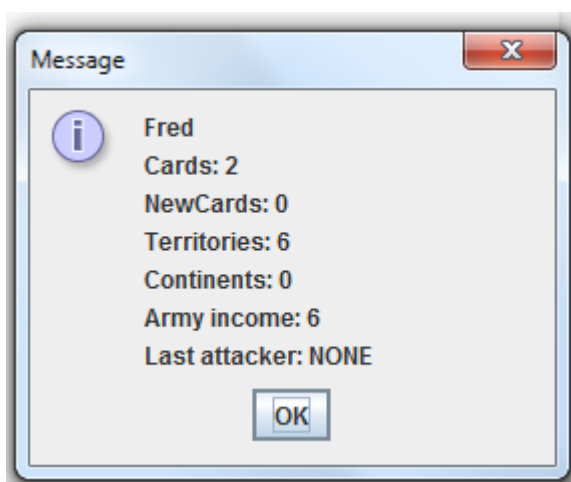 Message
Fred
Cards: 2
NewCards: 0
Territories: 6
Continents: 0
Army income: 6
Last attacker: NONE
OK